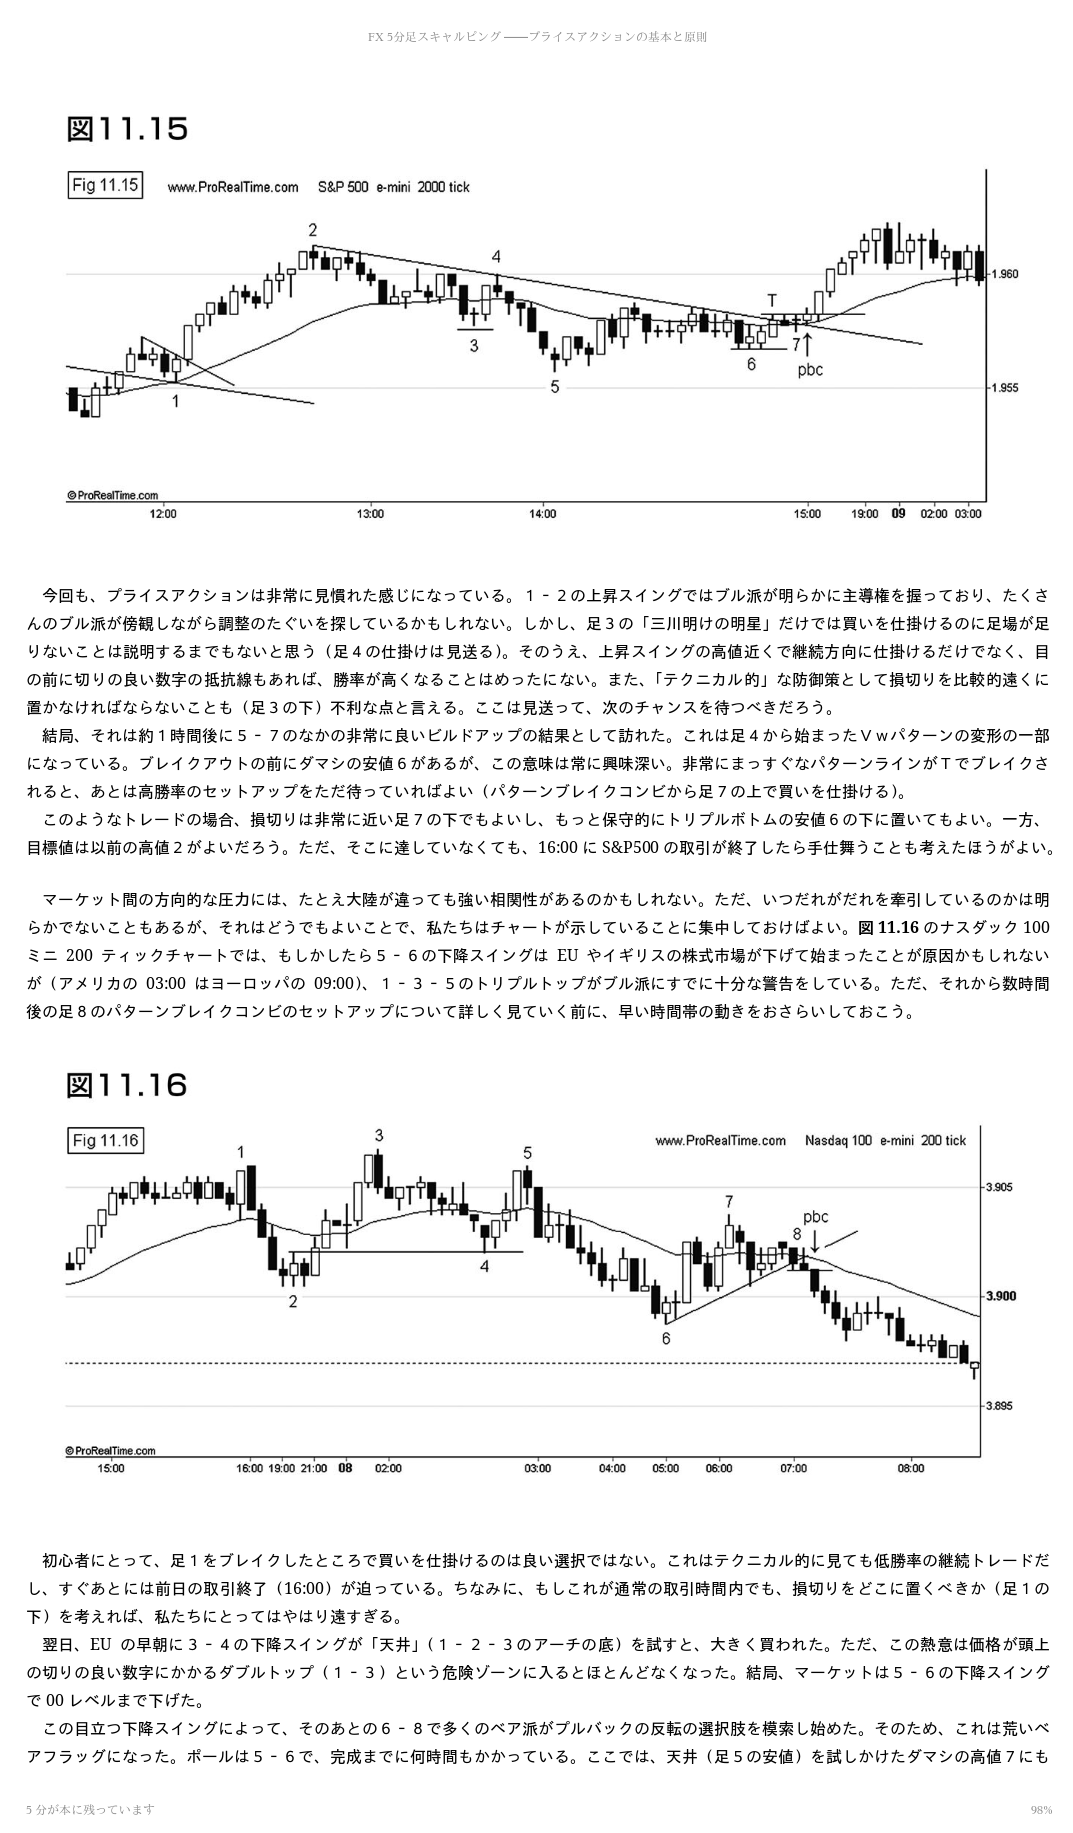 FX 5分足スキャルピング ――プライスアクションの基本と原則
図11.15
Fig 11.15 www.ProRealTime.com S&P 500 e-mini 2000 tick
2
4
1.960
T
3
7
6
pbc
5
1.955
1
©ProRealTime.com
12:00 13:00 14:00 15:00 19:00 09 02:00 03:00
今回も、プライスアクションは非常に見慣れた感じになっている。1‐2の上昇スイングではブル派が明らかに主導権を握っており、たくさ
んのブル派が傍観しながら調整のたぐいを探しているかもしれない。しかし、足3の「三川明けの明星」だけでは買いを仕掛けるのに足場が足
りないことは説明するまでもないと思う（足4の仕掛けは見送る）。そのうえ、上昇スイングの高値近くで継続方向に仕掛けるだけでなく、目
の前に切りの良い数字の抵抗線もあれば、勝率が高くなることはめったにない。また、「テクニカル的」な防御策として損切りを比較的遠くに
置かなければならないことも（足3の下）不利な点と言える。ここは見送って、次のチャンスを待つべきだろう。
結局、それは約1時間後に5‐7のなかの非常に良いビルドアップの結果として訪れた。これは足4から始まったVwパターンの変形の一部
になっている。ブレイクアウトの前にダマシの安値6があるが、この意味は常に興味深い。非常にまっすぐなパターンラインがTでブレイクさ
れると、あとは高勝率のセットアップをただ待っていればよい（パターンブレイクコンビから足7の上で買いを仕掛ける）。
このようなトレードの場合、損切りは非常に近い足7の下でもよいし、もっと保守的にトリプルボトムの安値6の下に置いてもよい。一方、
目標値は以前の高値2がよいだろう。ただ、そこに達していなくても、16:00 に S&P500 の取引が終了したら手仕舞うことも考えたほうがよい。
マーケット間の方向的な圧力には、たとえ大陸が違っても強い相関性があるのかもしれない。ただ、いつだれがだれを牽引しているのかは明
らかでないこともあるが、それはどうでもよいことで、私たちはチャートが示していることに集中しておけばよい。図 11.16 のナスダック 100
ミニ 200 ティックチャートでは、もしかしたら5‐6の下降スイングは EU やイギリスの株式市場が下げて始まったことが原因かもしれない
が（アメリカの 03:00 はヨーロッパの 09:00）、1‐3‐5のトリプルトップがブル派にすでに十分な警告をしている。ただ、それから数時間
後の足8のパターンブレイクコンビのセットアップについて詳しく見ていく前に、早い時間帯の動きをおさらいしておこう。
図11.16
Fig 11.16 www.ProRealTime.com Nasdaq 100 e-mini 200 tick
3
1
5
3.905
7
pbc
8
4
2
3.900
6
3.895
©ProRealTime.com
15:00 16:00 19:00 21:00 08 02:00 03:00 04:00 05:00 06:00 07:00 08:00
初心者にとって、足1をブレイクしたところで買いを仕掛けるのは良い選択ではない。これはテクニカル的に見ても低勝率の継続トレードだ
し、すぐあとには前日の取引終了（16:00）が迫っている。ちなみに、もしこれが通常の取引時間内でも、損切りをどこに置くべきか（足1の
下）を考えれば、私たちにとってはやはり遠すぎる。
翌日、EU の早朝に3‐4の下降スイングが「天井」（1‐2‐3のアーチの底）を試すと、大きく買われた。ただ、この熱意は価格が頭上
の切りの良い数字にかかるダブルトップ（1‐3）という危険ゾーンに入るとほとんどなくなった。結局、マーケットは5‐6の下降スイング
で 00 レベルまで下げた。
この目立つ下降スイングによって、そのあとの6‐8で多くのベア派がプルバックの反転の選択肢を模索し始めた。そのため、これは荒いベ
アフラッグになった。ポールは5‐6で、完成までに何時間もかかっている。ここでは、天井（足5の安値）を試しかけたダマシの高値7にも
5 分が本に残っています 98%